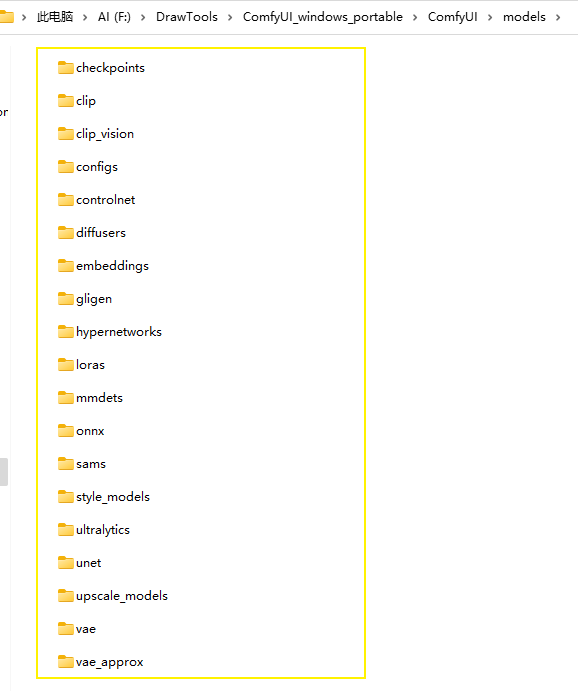 › 此电脑 › AI (F:) › DrawTools › ComfyUI_windows_portable › ComfyUI › models ›
checkpoints
clip
or
clip_vision
configs
controlnet
diffusers
embeddings
gligen
hypernetworks
loras
mmdets
onnx
sams
style_models
ultralytics
unet
upscale_models
vae
vae_approx